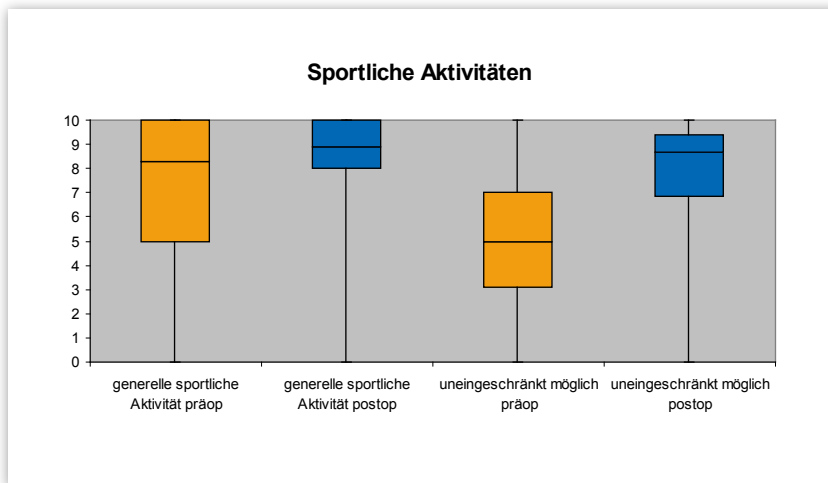 Sportliche Aktivitäten
10
9
8
7
6
5
4
3
2
1
0
generelle sportliche
Aktivität präop
generelle sportliche
Aktivität postop
uneingeschränkt möglich
präop
uneingeschränkt möglich
postop